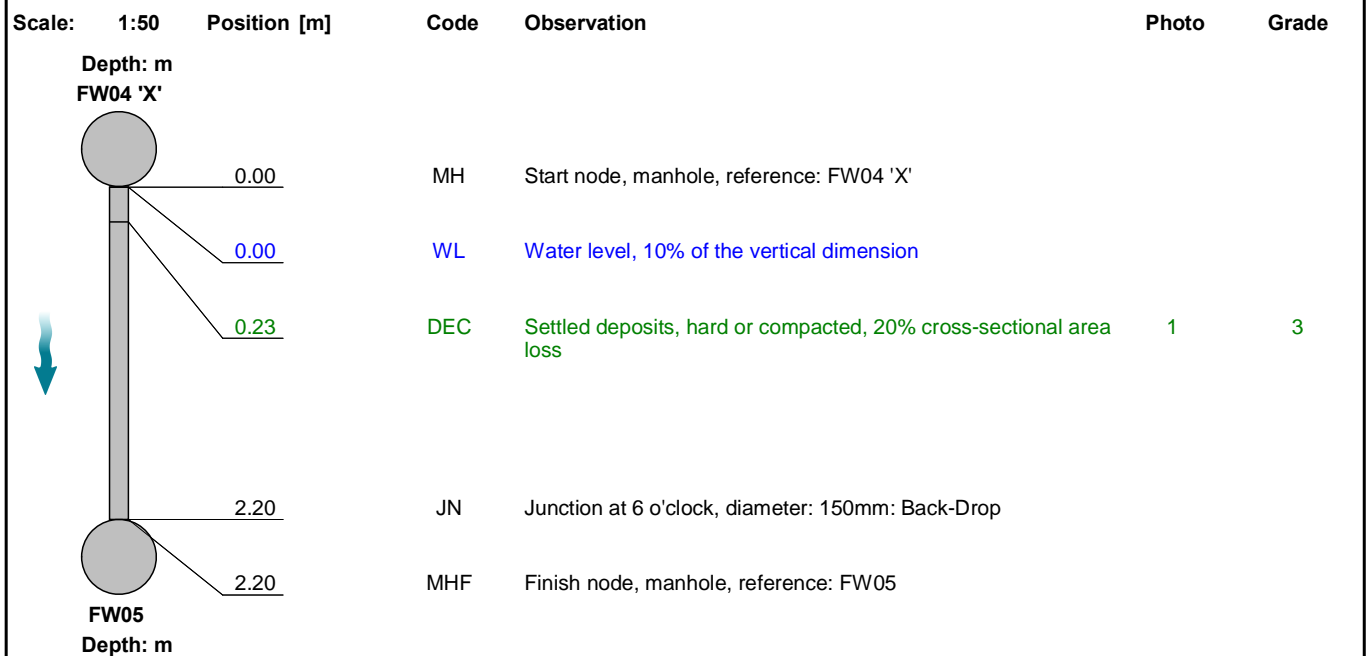 Scale: 1:50 Position [m] Code Observation Photo Grade
Depth: m
FW04 'X'
0.00 MH Start node, manhole, reference: FW04 'X'
0.00 WL Water level, 10% of the vertical dimension
0.23 DEC Settled deposits, hard or compacted, 20% cross-sectional area 1 3
loss
2.20 JN Junction at 6 o'clock, diameter: 150mm: Back-Drop
2.20 MHF Finish node, manhole, reference: FW05
FW05
Depth: m